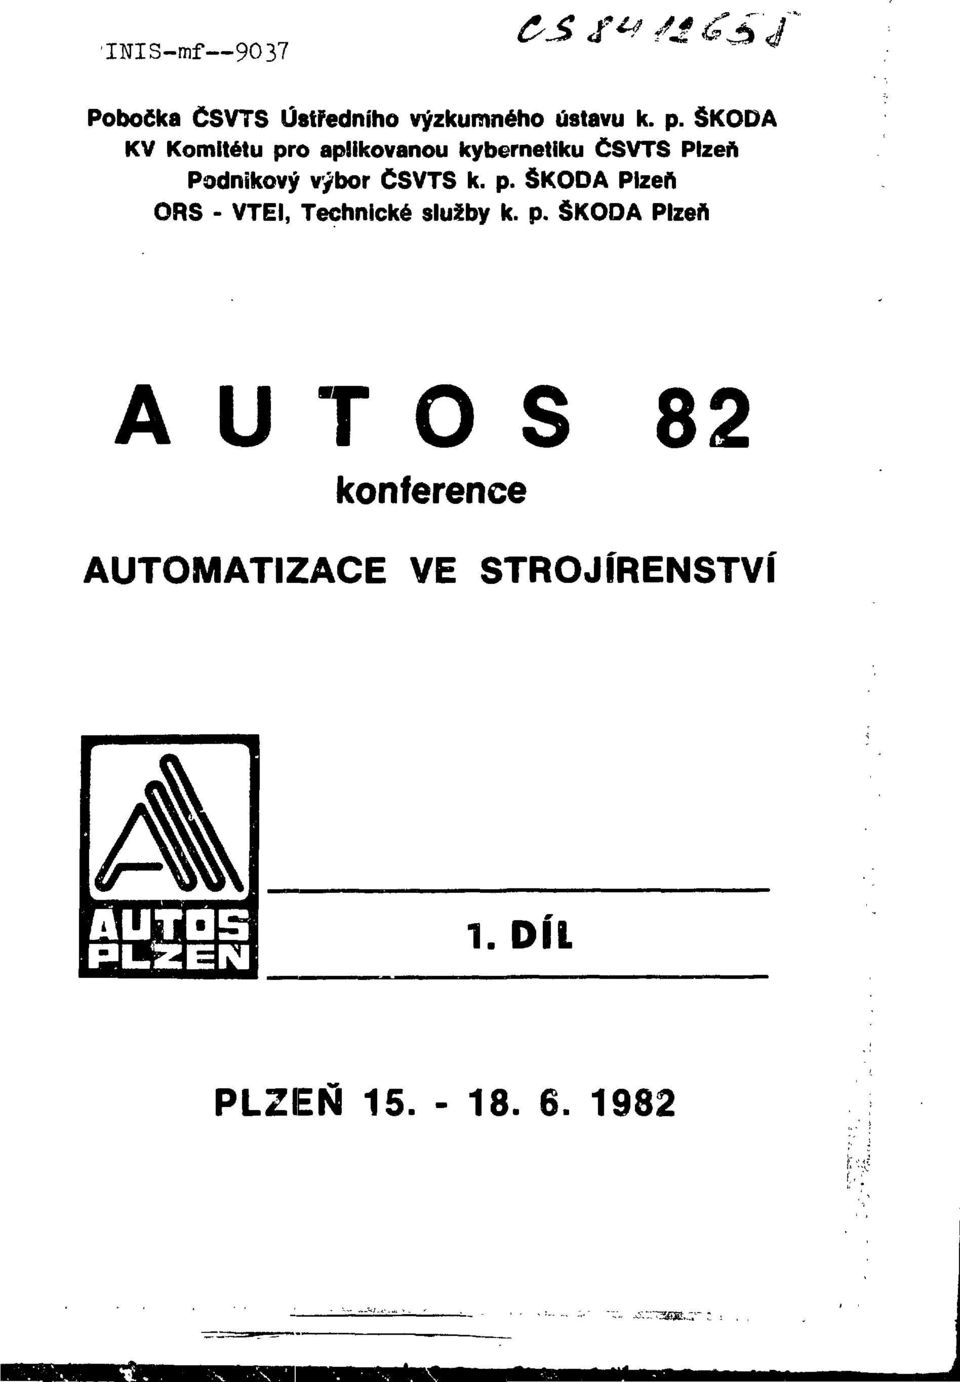 INIS-mf--9037
CS8412658
Pobočka ČSVTS Ústředního výzkumného ústavu k. p. ŠKODA
KV Komitétu pro aplikovanou kybernetiku ČSVTS Plzeň
Podnikový výbor ČSVTS k. p. ŠKODA Plzeň
ORS - VTEI, Technické služby k. p. ŠKODA Plzeň
AUTOS 82
konference
AUTOMATIZACE VE STROJÍRENSTVÍ
AUTOS
PLZEN
1. DÍL
PLZEŇ 15. - 18. 6. 1982